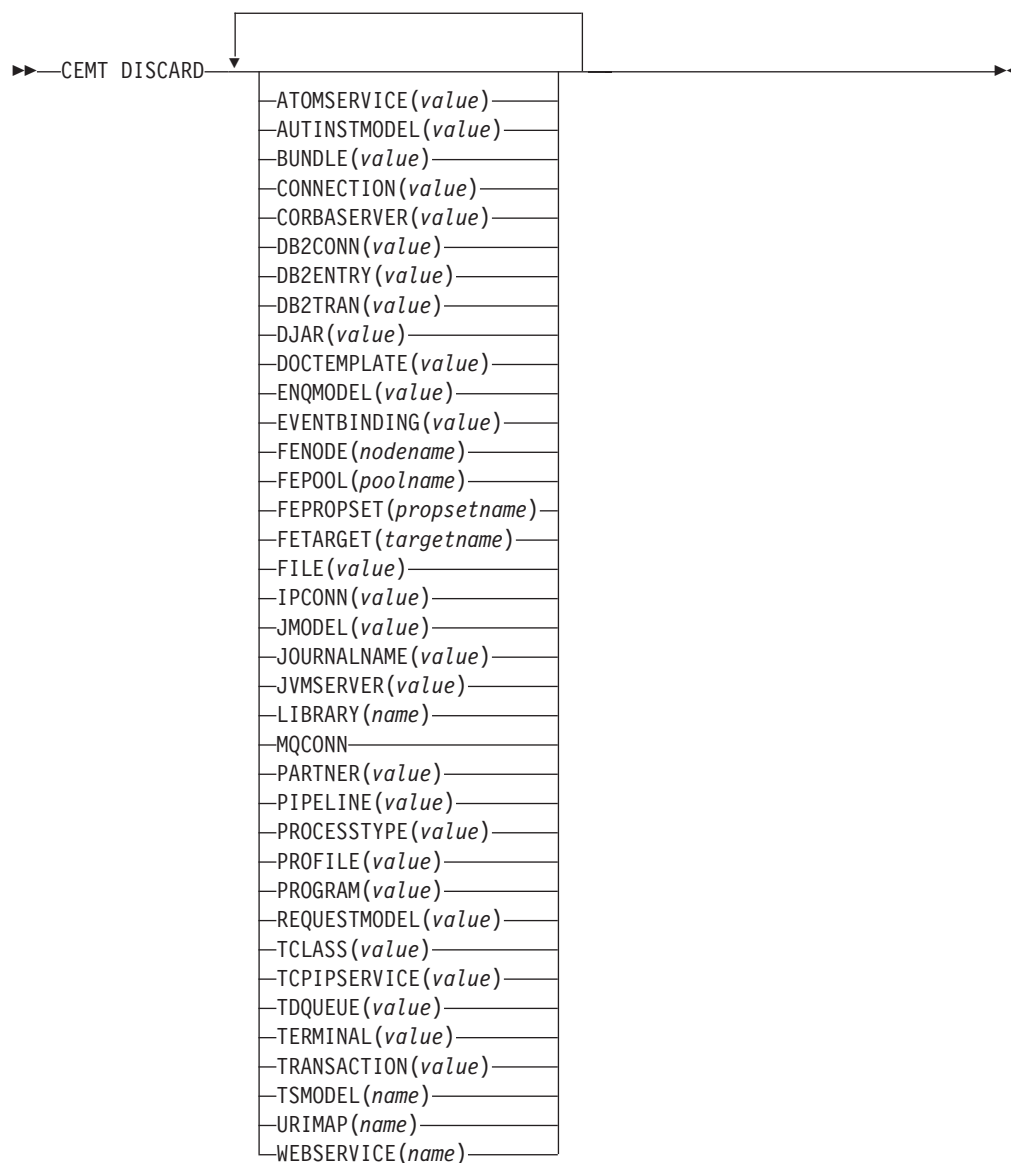 CEMT DISCARD
ATOMSERVICE(value)
AUTINSTMODEL(value)
BUNDLE(value)
CONNECTION(value)
CORBASERVER(value)
DB2CONN(value)
DB2ENTRY(value)
DB2TRAN(value)
DJAR(value)
DOCTEMPLATE(value)
ENQMODEL(value)
EVENTBINDING(value)
FENODE(nodename)
FEPOOL(poolname)
FEPROPSET(propsetname)
FETARGET(targetname)
FILE(value)
IPCONN(value)
JMODEL(value)
JOURNALNAME(value)
JVMSERVER(value)
LIBRARY(name)
MQCONN
PARTNER(value)
PIPELINE(value)
PROCESSTYPE(value)
PROFILE(value)
PROGRAM(value)
REQUESTMODEL(value)
TCLASS(value)
TCPIPSERVICE(value)
TDQUEUE(value)
TERMINAL(value)
TRANSACTION(value)
TSMODEL(name)
URIMAP(name)
WEBSERVICE(name)